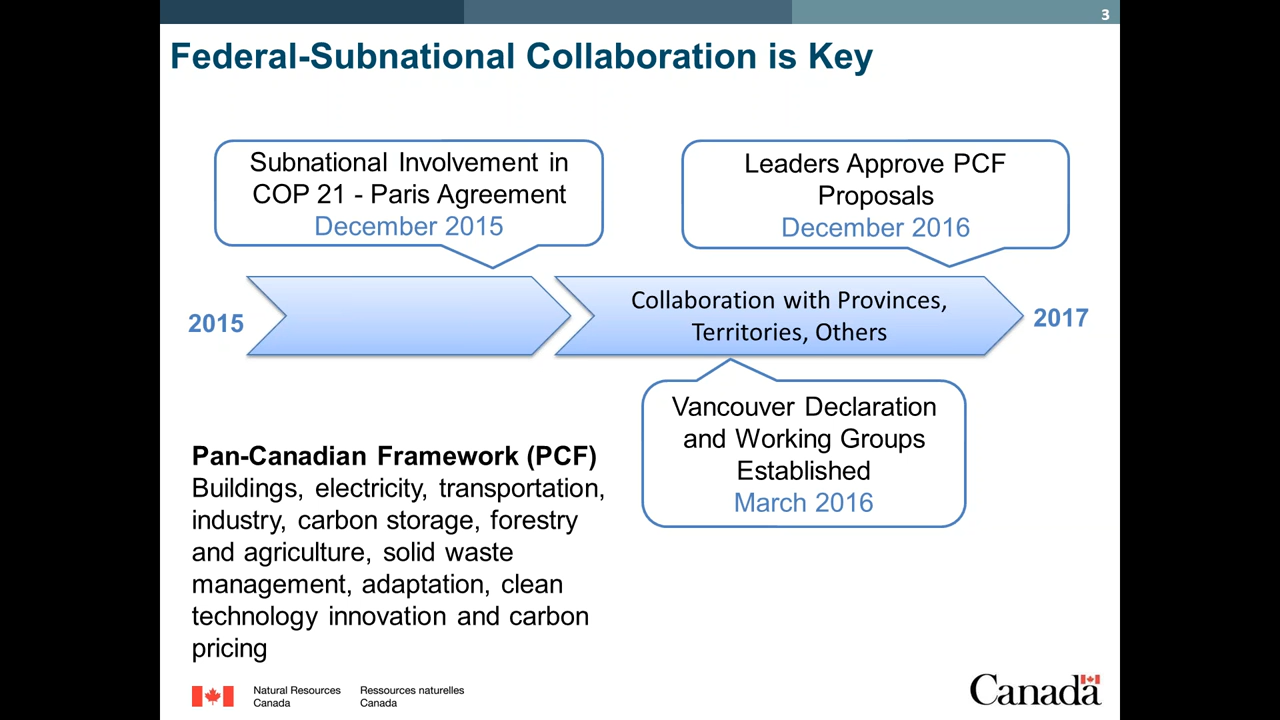 3
Federal-Subnational Collaboration is Key
Subnational Involvement in
COP 21 - Paris Agreement
December 2015
Leaders Approve PCF
Proposals
December 2016
2015
Collaboration with Provinces,
Territories, Others
2017
Vancouver Declaration
and Working Groups
Established
March 2016
Pan-Canadian Framework (PCF)
Buildings, electricity, transportation,
industry, carbon storage, forestry
and agriculture, solid waste
management, adaptation, clean
technology innovation and carbon
pricing
Natural Resources
Canada
Ressources naturelles
Canada
Canada